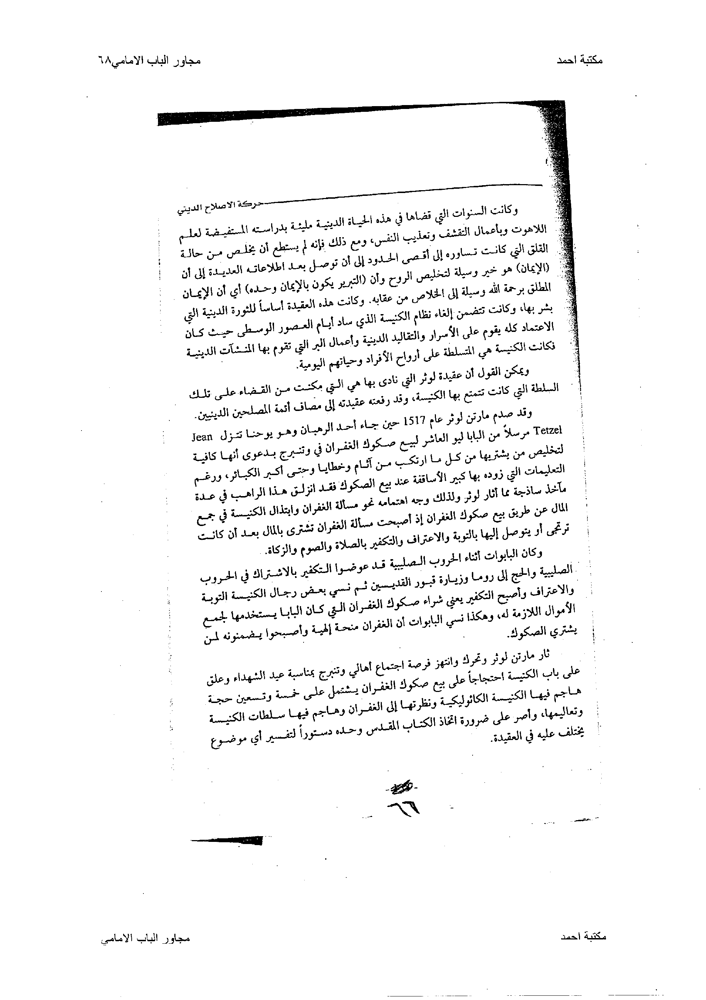 مكتبة احمد
مجاور الباب الامامي٦٨
حركة الاصلاح الديني
وكانت السنوات التي قضاها في هذه الحياة الدينية مليئة بدراسته المستفيضة لعلم
اللاهوت وبأعمال التقشف وتعذيب النفس، ومع ذلك فإنه لم يستطع أن يخلص من حالة
القلق التي كانت تساوره إلى أقصى الحدود إلى أن توصل بعد اطلاعاته العديدة إلى أن
(الإيمان) هو خير وسيلة لتخليص الروح وأن (التبرير يكون بالإيمان وحده) أي أن الإيمان
المطلق برحمة الله وسيلة إلى الخلاص من عقابه. وكانت هذه العقيدة أساساً للثورة الدينية التي
بشر بها، وكانت تتضمن إلغاء نظام الكنيسة الذي ساد أيام العصور الوسطى حيث كان
الاعتماد كله يقوم على الأسرار والتقاليد الدينية وأعمال البر التي تقوم بها المنشآت الدينية
فكانت الكنيسة هي المتسلطة على أرواح الأفراد وحياتهم اليومية.
ويمكن القول أن عقيدة لوثر التي نادى بها هي التي مكنت من القضاء على تلك
السلطة التي كانت تتمتع بها الكنيسة، وقد رفعته عقيدته إلى مصاف أئمة المصلحين الدينيين.
وقد صدم مارتن لوثر عام 1517 حين جاء أحد الرهبان وهو يوحنا تتزل Jean
Tetzel مرسلاً من البابا ليو العاشر لبيع صكوك الغفران في وتنبرج بدعوى أنها كافية
لتخليص من يشتريها من كل ما ارتكب من آثام وخطايا وحتى أكبر الكبائر، ورغم
التعليمات التي زوده بها كبير الأساقفة عند بيع الصكوك فقد انزلق هذا الراهب في عدة
مآخذ ساذجة مما أثار لوثر ولذلك وجه اهتمامه نحو مسألة الغفران وابتذال الكنيسة في جمع
المال عن طريق بيع صكوك الغفران إذ أصبحت مسألة الغفران تشترى بالمال بعد أن كانت
ترتجى أو يتوصل إليها بالتوبة والاعتراف والتكفير بالصلاة والصوم والزكاة.
وكان البابوات أثناء الحروب الصليبية قد عوضوا التكفير بالاشتراك في الحروب
الصليبية والحج إلى روما وزيارة قبور القديسين ثم نسي بعض رجال الكنيسة التوبة
والاعتراف وأصبح التكفير يعني شراء صكوك الغفران التي كان البابا يستخدمها لجمع
الأموال اللازمة له، وهكذا نسي البابوات أن الغفران منحة إلهية وأصبحوا يضمنونه لمن
يشتري الصكوك.
ثار مارتن لوثر وتحرك وانتهز فرصة اجتماع أهالي وتنبرج بمناسبة عيد الشهداء وعلق
على باب الكنيسة احتجاجاً على بيع صكوك الغفران يشتمل على خمسة وتسعين حجة
هاجم فيها الكنيسة الكاثوليكية ونظرتها إلى الغفران وهاجم فيها سلطات الكنيسة
وتعاليمها، وأصر على ضرورة اتخاذ الكتاب المقدس وحده دستوراً لتفسير أي موضوع
يختلف عليه في العقيدة.
٦٦
مكتبة احمد
مجاور الباب الامامي